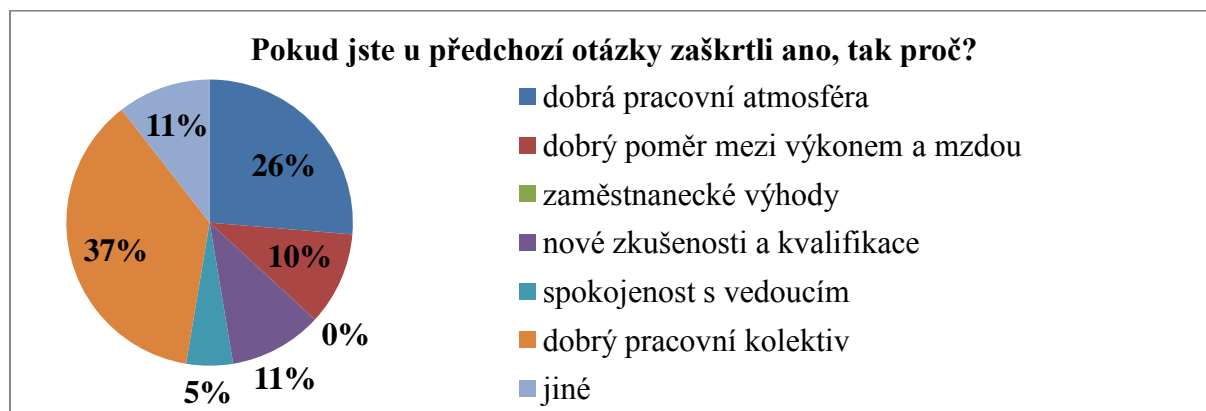 Pokud jste u předchozí otázky zaškrtli ano, tak proč?
11%
26%
37%
10%
0%
11%
5%
dobrá pracovní atmosféra
dobrý poměr mezi výkonem a mzdou
zaměstnanecké výhody
nové zkušenosti a kvalifikace
spokojenost s vedoucím
dobrý pracovní kolektiv
jiné